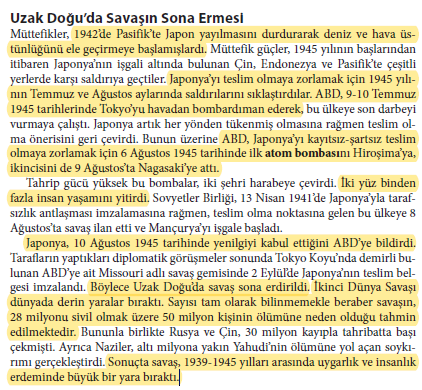 Uzak Doğu'da Savaşın Sona Ermesi
Müttefikler, 1942'de Pasifik'te Japon yayılmasını durdurarak deniz ve hava üs-
tünlüğünü ele geçirmeye başlamışlardı. Müttefik güçler, 1945 yılının başlarından
itibaren Japonya'nın işgali altında bulunan Çin, Endonezya ve Pasifik'te çeşitli
yerlerde karşı saldırıya geçtiler. Japonya'yı teslim olmaya zorlamak için 1945 yılı-
nın Temmuz ve Ağustos aylarında saldırılarını sıklaştırdılar. ABD, 9-10 Temmuz
1945 tarihlerinde Tokyo'yu havadan bombardıman ederek, bu ülkeye son darbeyi
vurmaya çalıştı. Japonya artık her yönden tükenmiş olmasına rağmen teslim ol-
ma önerisini geri çevirdi. Bunun üzerine ABD, Japonya'yı kayıtsız-şartsız teslim
olmaya zorlamak için 6 Ağustos 1945 tarihinde ilk atom bombasını Hiroşima'ya,
ikincisini de 9 Ağustos'ta Nagasaki'ye attı.
Tahrip gücü yüksek bu bombalar, iki şehri harabeye çevirdi. İki yüz binden
fazla insan yaşamını yitirdi. Sovyetler Birliği, 13 Nisan 1941'de Japonya'yla taraf-
sızlık antlaşması imzalamasına rağmen, teslim olma noktasına gelen bu ülkeye 8
Ağustos'ta savaş ilan etti ve Mançurya'yı işgale başladı.
Japonya, 10 Ağustos 1945 tarihinde yenilgiyi kabul ettiğini ABD'ye bildirdi.
Tarafların yaptıkları diplomatik görüşmeler sonunda Tokyo Koyu'nda demirli bu-
lunan ABD'ye ait Missouri adlı savaş gemisinde 2 Eylül'de Japonya'nın teslim bel-
gesi imzalandı. Böylece Uzak Doğu'da savaş sona erdirildi. İkinci Dünya Savaşı
dünyada derin yaralar bıraktı. Sayısı tam olarak bilinmemekle beraber savaşın,
28 milyonu sivil olmak üzere 50 milyon kişinin ölümüne neden olduğu tahmin
edilmektedir. Bununla birlikte Rusya ve Çin, 30 milyon kayıpla tahribatta başı
çekmişti. Ayrıca Naziler, altı milyona yakın Yahudi'nin ölümüne yol açan soykı-
rımı gerçekleştirdi. Sonuçta savaş, 1939-1945 yılları arasında uygarlık ve insanlık
erdeminde büyük bir yara bıraktı.